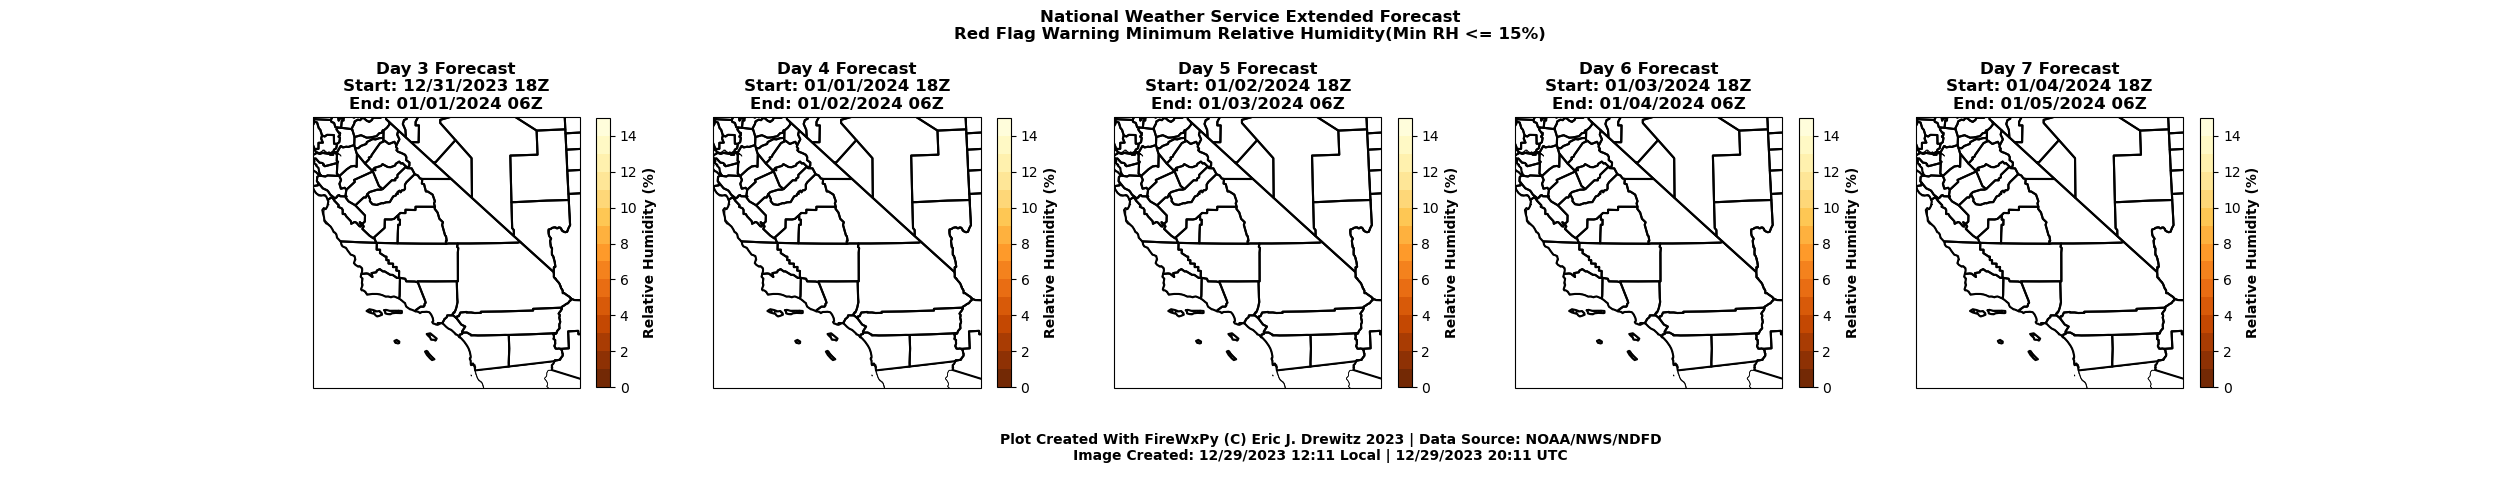 National Weather Service Extended Forecast
Red Flag Warning Minimum Relative Humidity(Min RH <= 15%)
Day 3 Forecast
Start: 12/31/2023 18Z
End: 01/01/2024 06Z
14
12
10
8
6
4
2
0
Relative Humidity (%)
Day 4 Forecast
Start: 01/01/2024 18Z
End: 01/02/2024 06Z
14
12
10
8
6
4
2
0
Relative Humidity (%)
Day 5 Forecast
Start: 01/02/2024 18Z
End: 01/03/2024 06Z
14
12
10
8
6
4
2
0
Relative Humidity (%)
Day 6 Forecast
Start: 01/03/2024 18Z
End: 01/04/2024 06Z
14
12
10
8
6
4
2
0
Relative Humidity (%)
Day 7 Forecast
Start: 01/04/2024 18Z
End: 01/05/2024 06Z
14
12
10
8
6
4
2
0
Relative Humidity (%)
Plot Created With FireWxPy (C) Eric J. Drewitz 2023 | Data Source: NOAA/NWS/NDFD
Image Created: 12/29/2023 12:11 Local | 12/29/2023 20:11 UTC